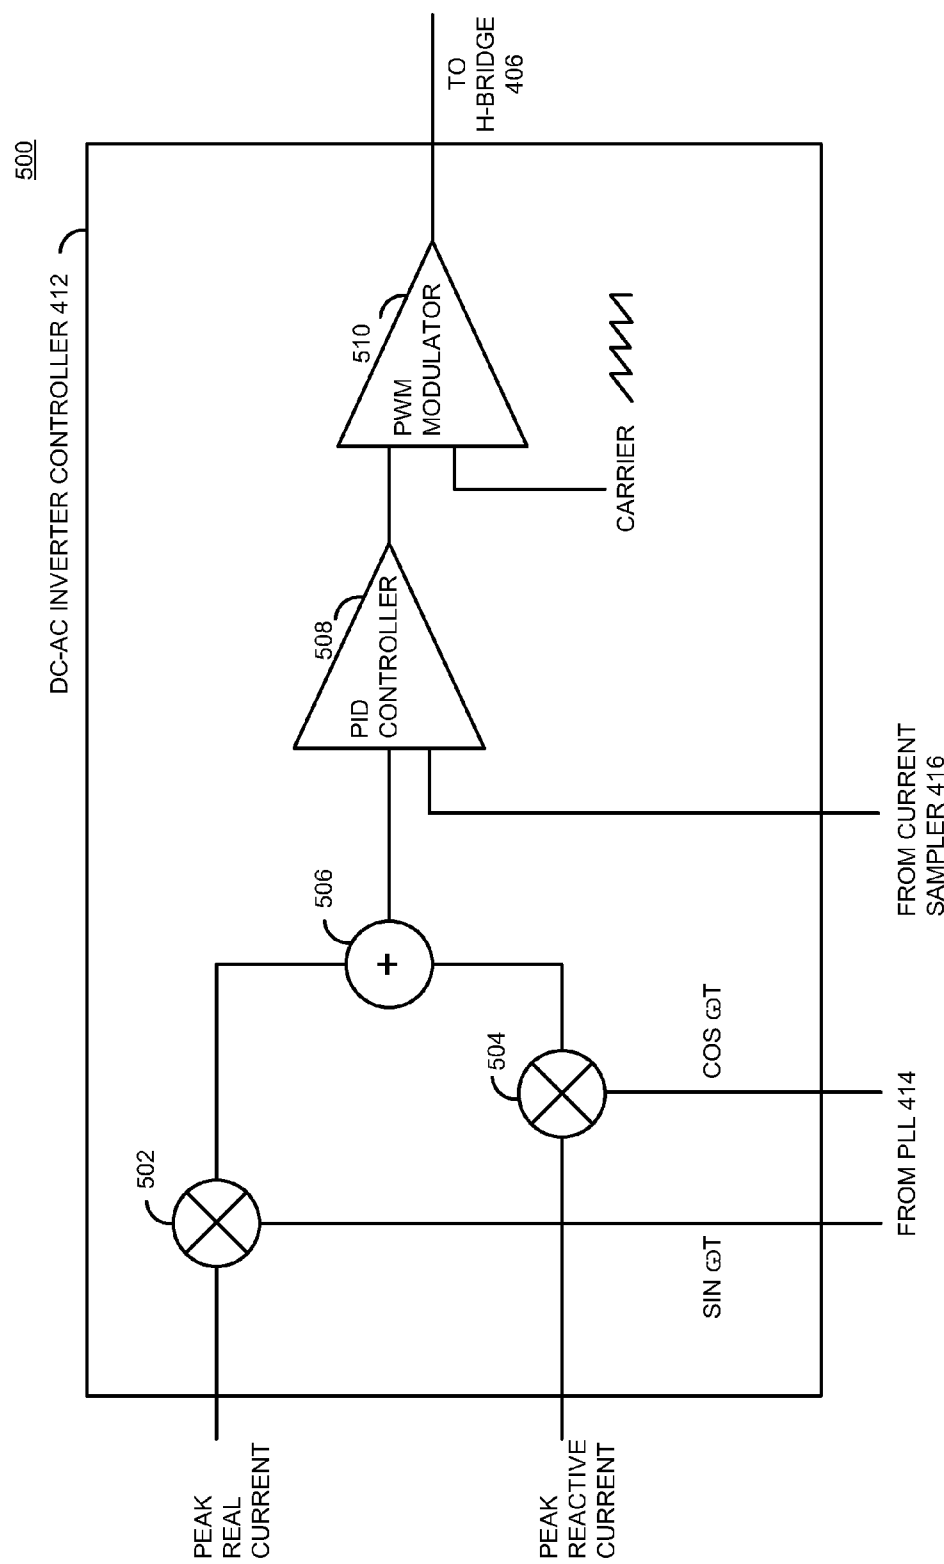 500
DC-AC INVERTER CONTROLLER 412
TO
H-BRIDGE
406
510
PWM
MODULATOR
508
PID
CONTROLLER
CARRIER
506
+
502
504
PEAK
REAL
CURRENT
PEAK
REACTIVE
CURRENT
SIN ωT
COS ωT
FROM PLL 414
FROM CURRENT
SAMPLER 416